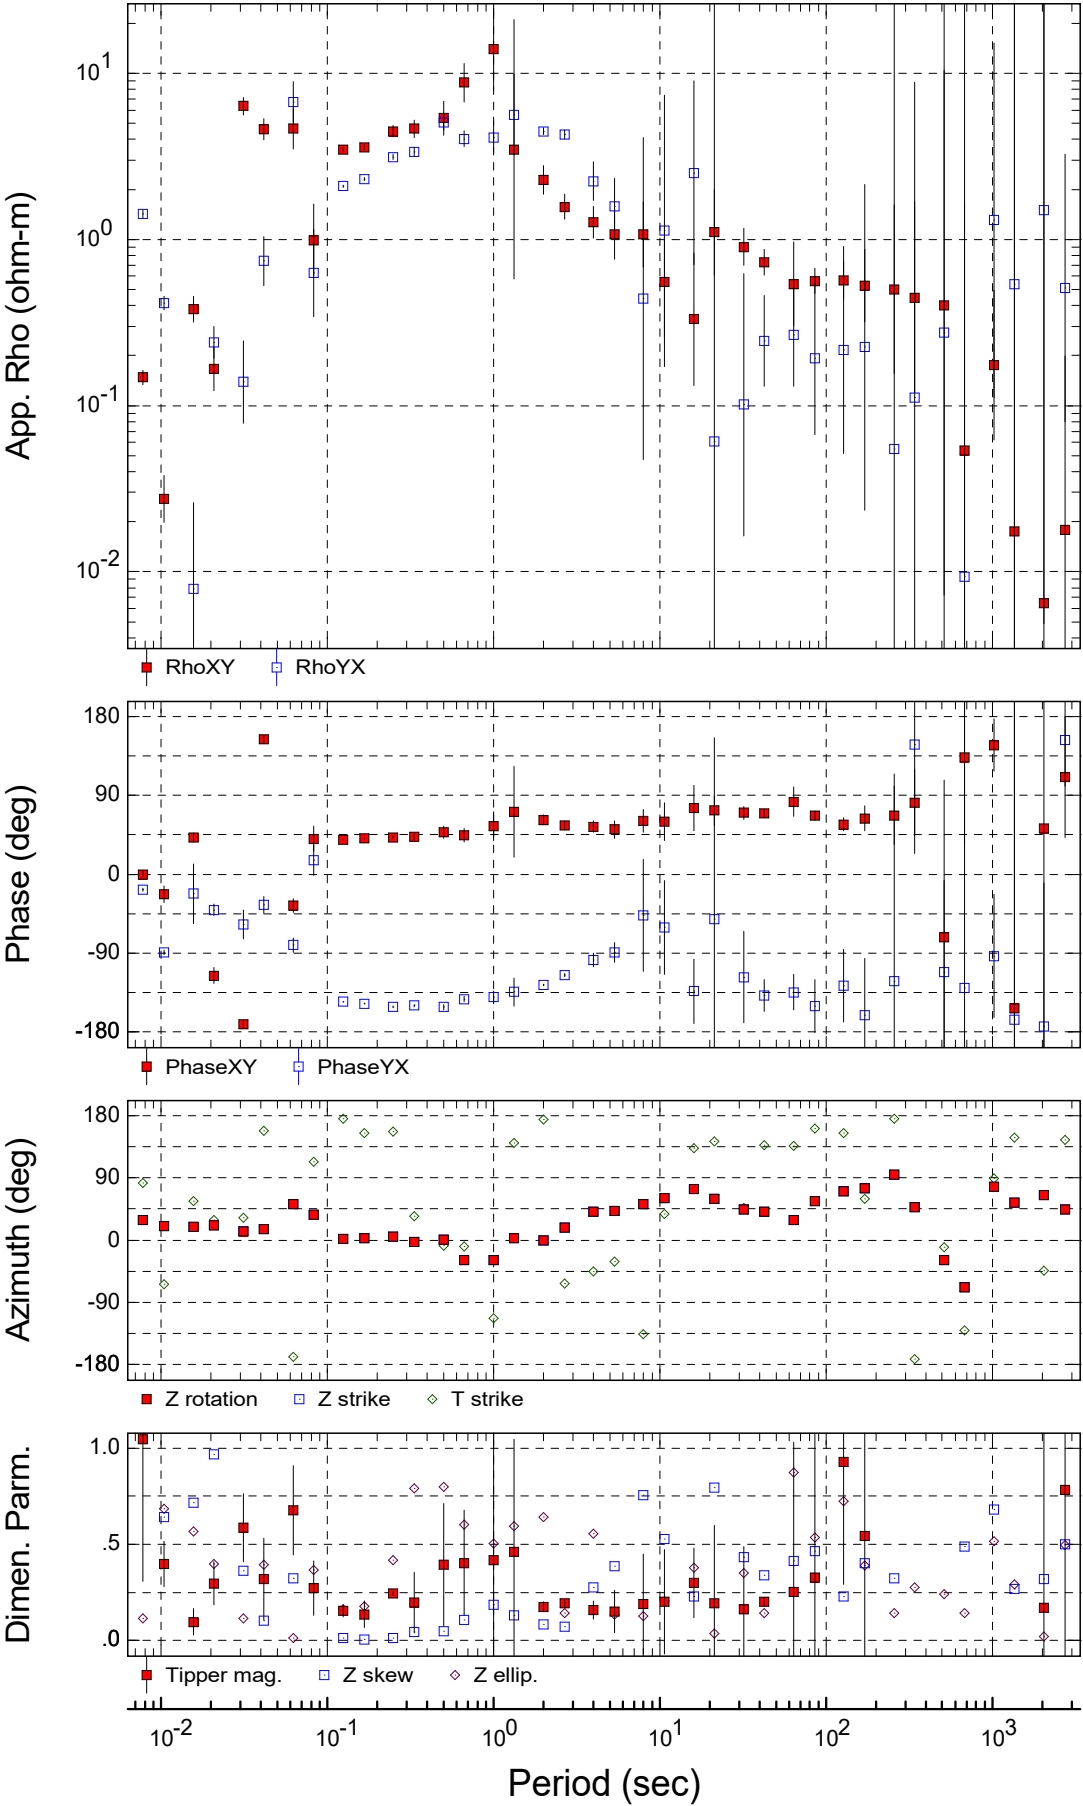 App. Rho (ohm-m)
10^1
10^0
10^-1
10^-2
RhoXY RhoYX
Phase (deg)
180
90
0
-90
-180
PhaseXY PhaseYX
Azimuth (deg)
180
90
0
-90
-180
Z rotation Z strike T strike
Dimen. Parm.
1.0
.5
.0
Tipper mag. Z skew Z ellip.
10^-2 10^-1 10^0 10^1 10^2 10^3
Period (sec)